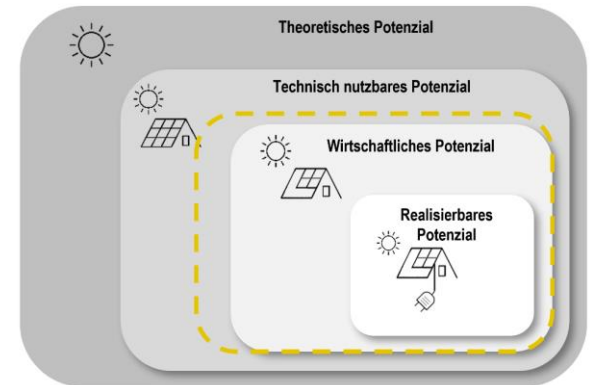 Theoretisches Potenzial
Technisch nutzbares Potenzial
Wirtschaftliches Potenzial
Realisierbares
Potenzial